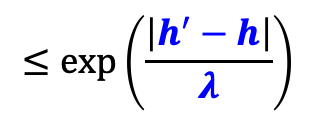 ≤ exp(|h′ − h| / λ)